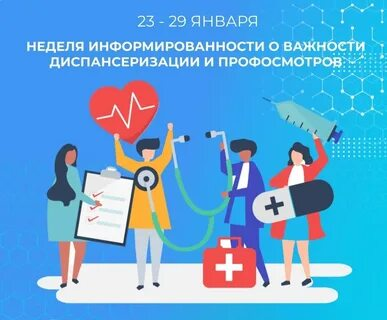 23 - 29 ЯНВАРЯ
НЕДЕЛЯ ИНФОРМИРОВАННОСТИ О ВАЖНОСТИ
ДИСПАНСЕРИЗАЦИИ И ПРОФОСМОТРОВ